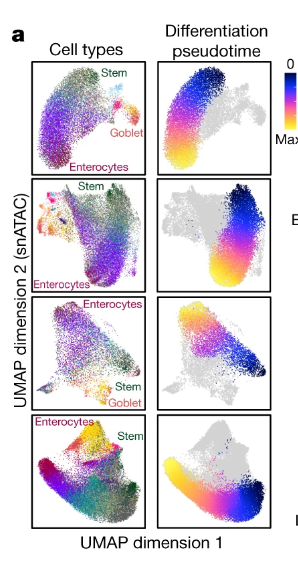 a
Cell types
Differentiation
pseudotime
0
Max
Stem
Goblet
Enterocytes
Stem
Enterocytes
E
Enterocytes
Stem
Goblet
Enterocytes
Stem
UMAP dimension 2 (snATAC)
UMAP dimension 1